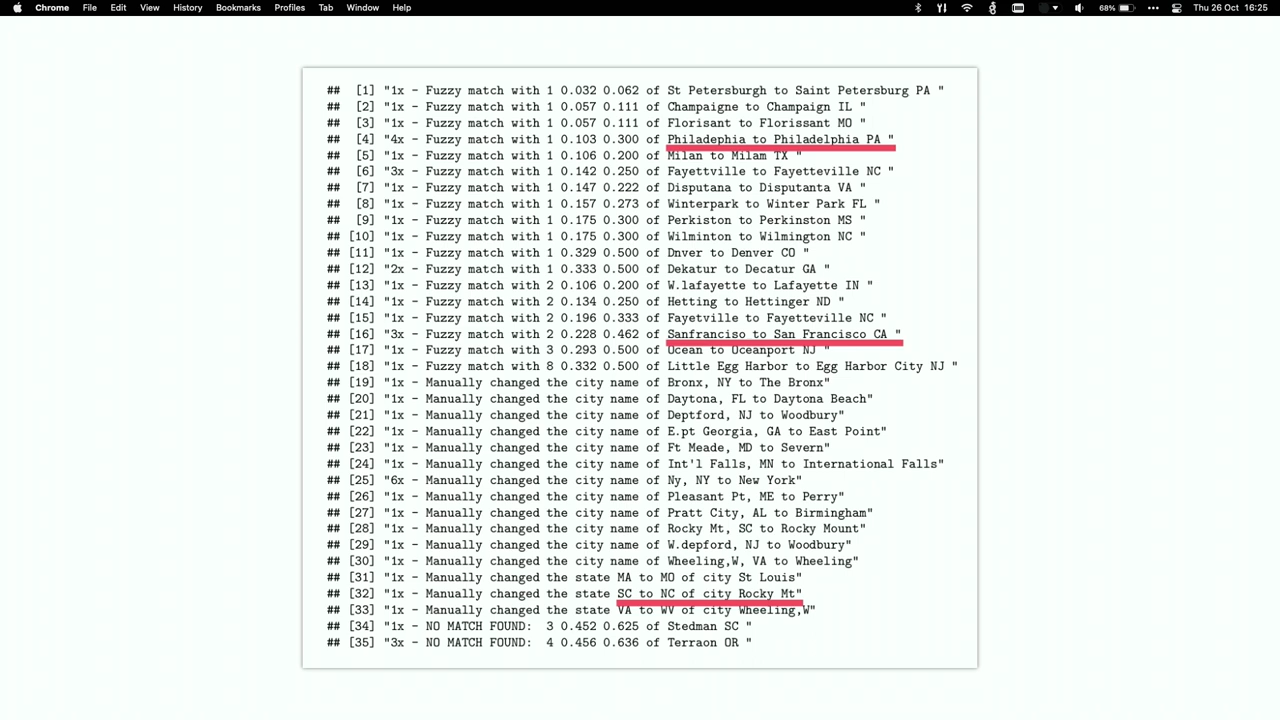 Chrome File Edit View History Bookmarks Profiles Tab Window Help 68% Thu 26 Oct 16:25
## [1] "1x - Fuzzy match with 1 0.032 0.062 of St Petersburgh to Saint Petersburg PA "
## [2] "1x - Fuzzy match with 1 0.057 0.111 of Champaigne to Champaign IL "
## [3] "1x - Fuzzy match with 1 0.057 0.111 of Florisant to Florissant MO "
## [4] "4x - Fuzzy match with 1 0.103 0.300 of Philadephia to Philadelphia PA "
## [5] "1x - Fuzzy match with 1 0.106 0.200 of Milan to Milam TX "
## [6] "3x - Fuzzy match with 1 0.142 0.250 of Fayettville to Fayetteville NC "
## [7] "1x - Fuzzy match with 1 0.147 0.222 of Disputana to Disputanta VA "
## [8] "1x - Fuzzy match with 1 0.157 0.273 of Winterpark to Winter Park FL "
## [9] "1x - Fuzzy match with 1 0.175 0.300 of Perkiston to Perkinston MS "
## [10] "1x - Fuzzy match with 1 0.175 0.300 of Wilminton to Wilmington NC "
## [11] "1x - Fuzzy match with 1 0.329 0.500 of Dnver to Denver CO "
## [12] "2x - Fuzzy match with 1 0.333 0.500 of Dekatur to Decatur GA "
## [13] "1x - Fuzzy match with 2 0.106 0.200 of W.lafayette to Lafayette IN "
## [14] "1x - Fuzzy match with 2 0.134 0.250 of Hetting to Hettinger ND "
## [15] "1x - Fuzzy match with 2 0.196 0.333 of Fayetville to Fayetteville NC "
## [16] "3x - Fuzzy match with 2 0.228 0.462 of Sanfranciso to San Francisco CA "
## [17] "1x - Fuzzy match with 3 0.293 0.500 of Ocean to Oceanport NJ "
## [18] "1x - Fuzzy match with 8 0.332 0.500 of Little Egg Harbor to Egg Harbor City NJ "
## [19] "1x - Manually changed the city name of Bronx, NY to The Bronx"
## [20] "1x - Manually changed the city name of Daytona, FL to Daytona Beach"
## [21] "1x - Manually changed the city name of Deptford, NJ to Woodbury"
## [22] "1x - Manually changed the city name of E.pt Georgia, GA to East Point"
## [23] "1x - Manually changed the city name of Ft Meade, MD to Severn"
## [24] "1x - Manually changed the city name of Int'l Falls, MN to International Falls"
## [25] "6x - Manually changed the city name of Ny, NY to New York"
## [26] "1x - Manually changed the city name of Pleasant Pt, ME to Perry"
## [27] "1x - Manually changed the city name of Pratt City, AL to Birmingham"
## [28] "1x - Manually changed the city name of Rocky Mt, SC to Rocky Mount"
## [29] "1x - Manually changed the city name of W.depford, NJ to Woodbury"
## [30] "1x - Manually changed the city name of Wheeling,W, VA to Wheeling"
## [31] "1x - Manually changed the state MA to MO of city St Louis"
## [32] "1x - Manually changed the state SC to NC of city Rocky Mt"
## [33] "1x - Manually changed the state VA to WV of city Wheeling,W"
## [34] "1x - NO MATCH FOUND: 3 0.452 0.625 of Stedman SC "
## [35] "3x - NO MATCH FOUND: 4 0.456 0.636 of Terraon OR "